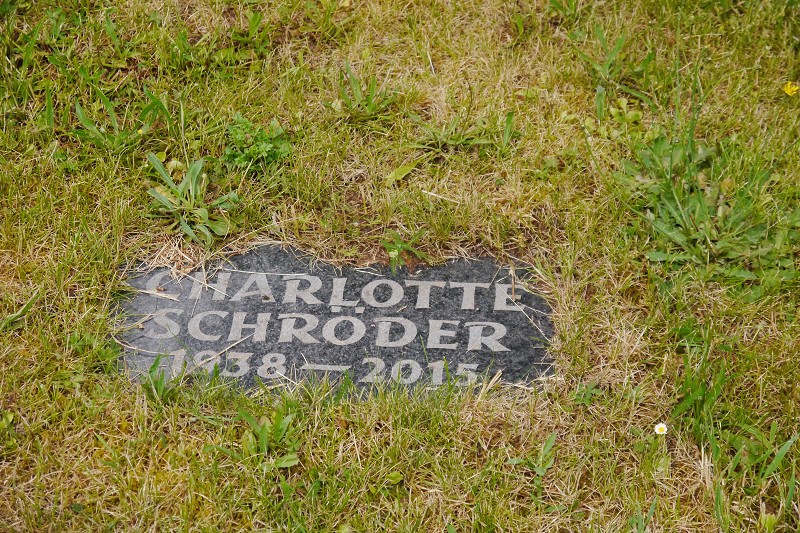 CHARLOTTE
SCHRÖDER
1938 — 2015